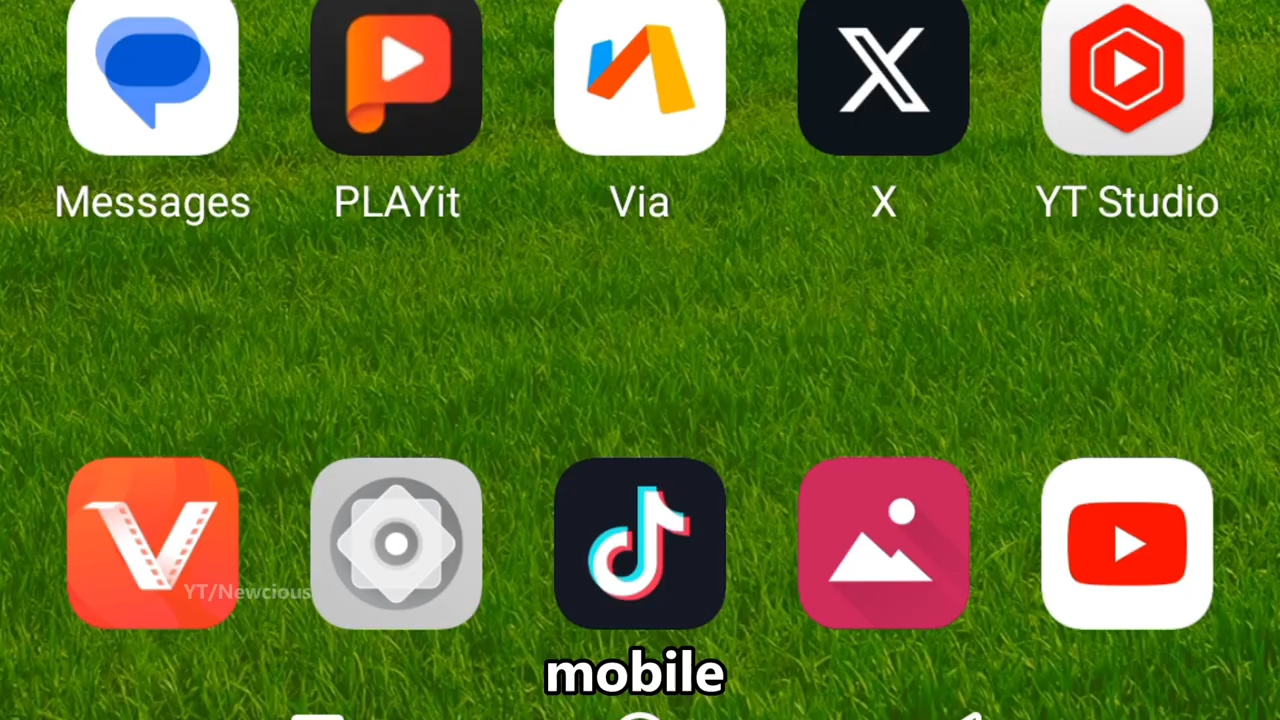 Messages
PLAYit
Via
X
YT Studio
YT/Newcious
mobile